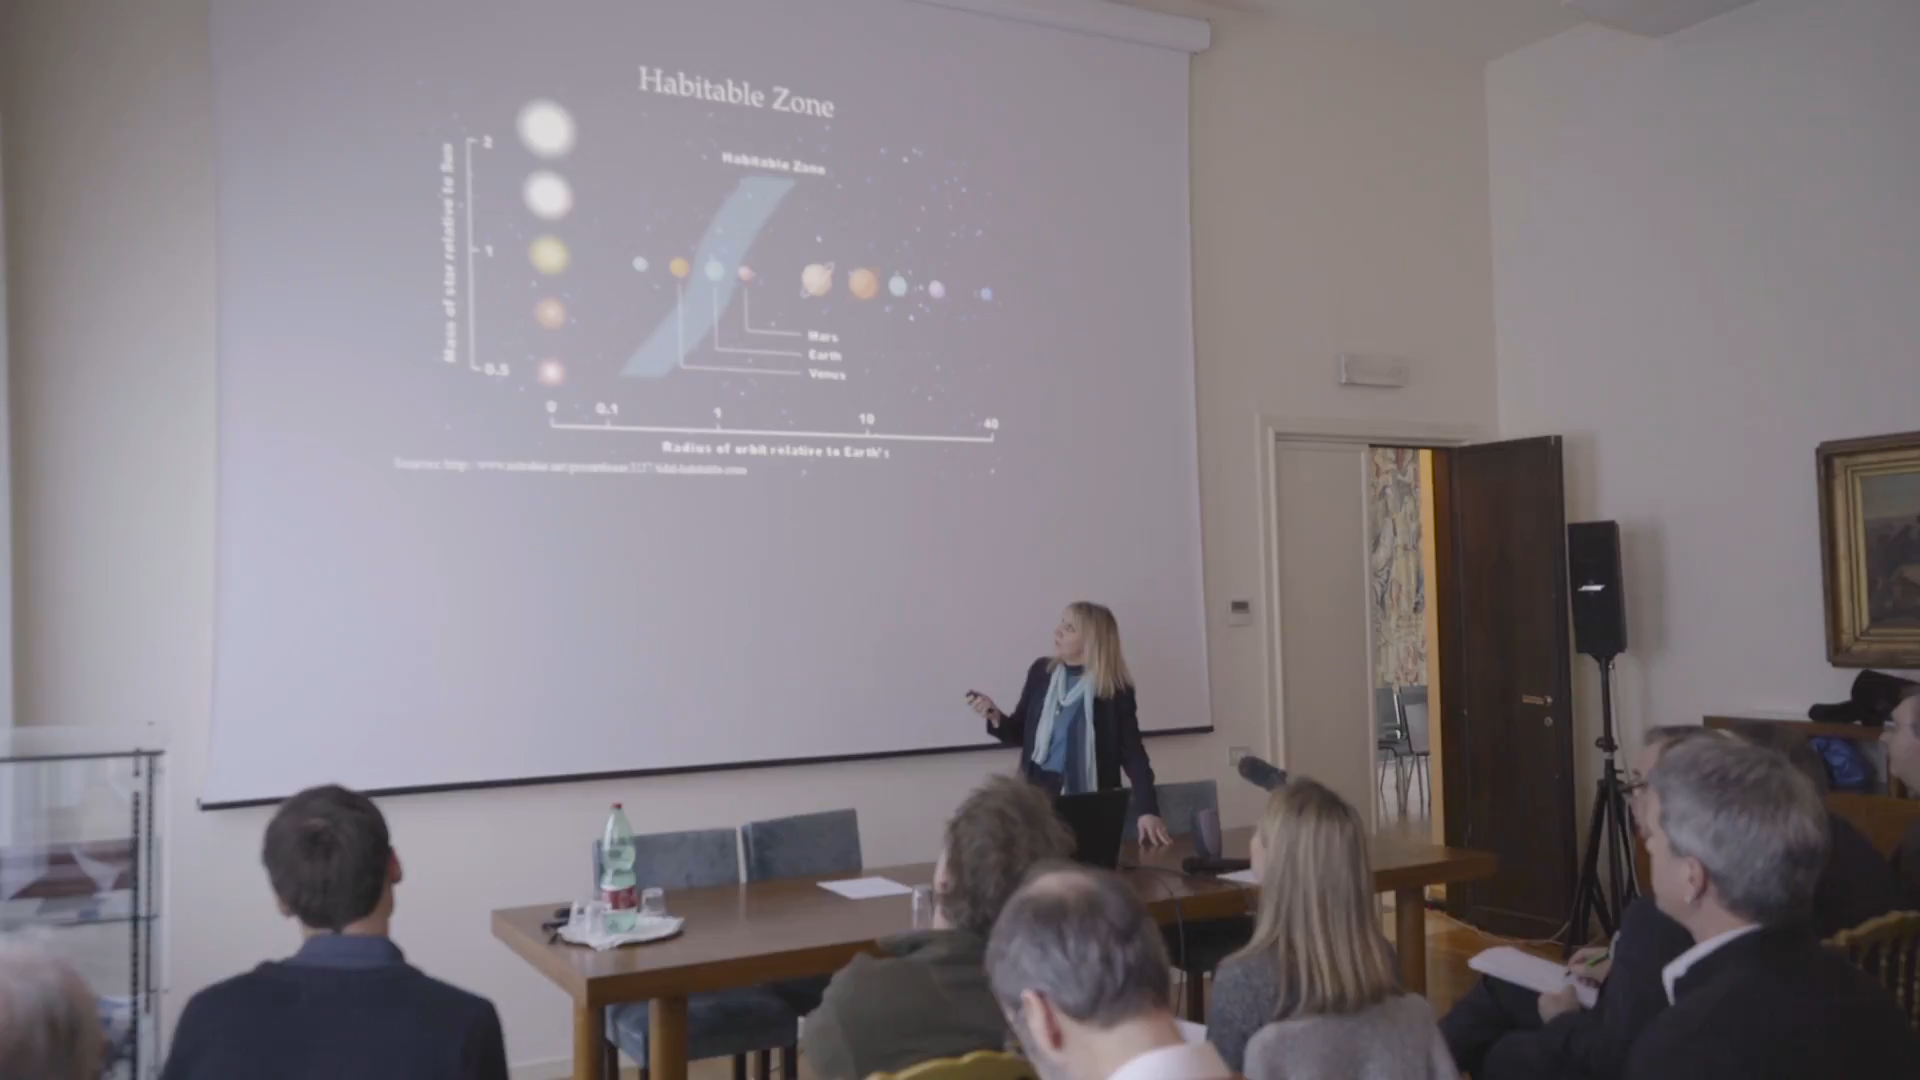 Habitable Zone
Habitable Zone
Mass of star relative to Sun
2
1
0.5
Mars
Earth
Venus
0 0.1 1 10 40
Radius of orbit relative to Earth's